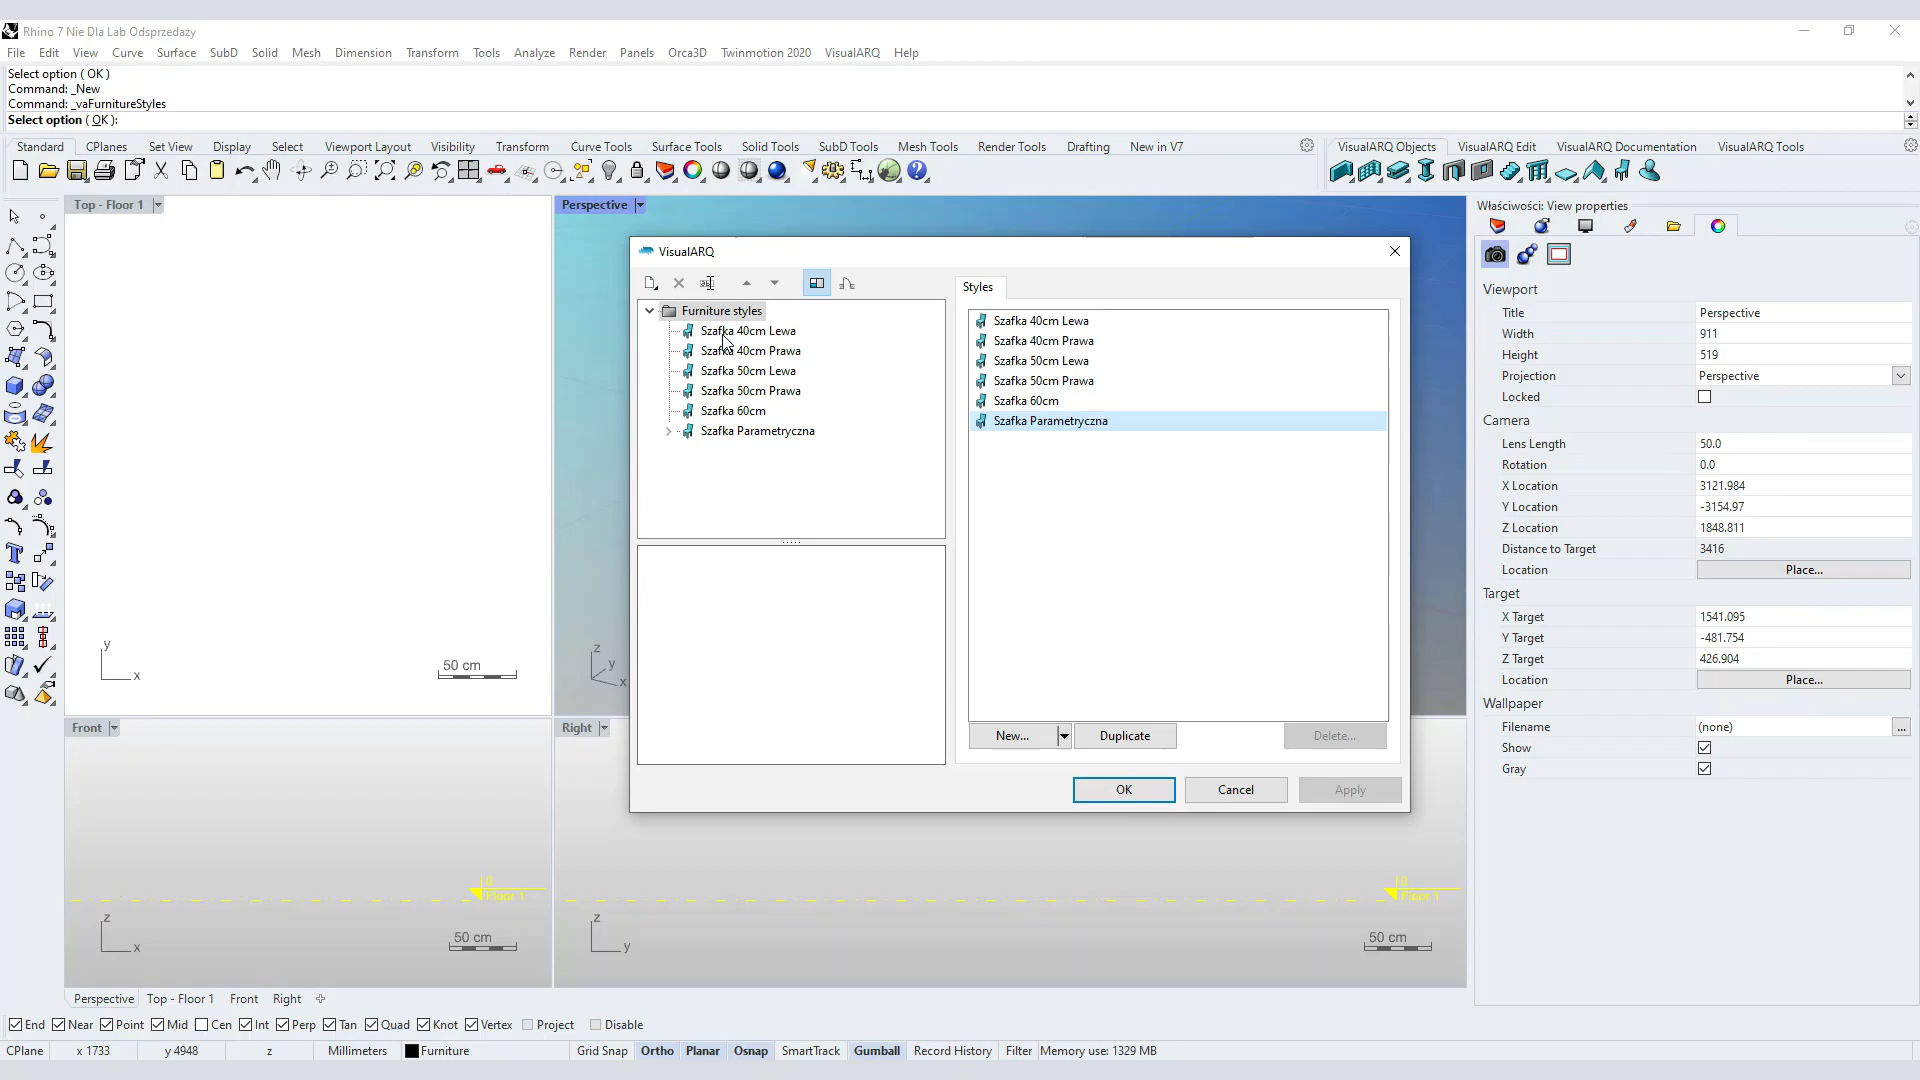 Rhino 7 Nie Dla Lab Odsprzedaży
File Edit View Curve Surface SubD Solid Mesh Dimension Transform Tools Analyze Render Panels Orca3D Twinmotion 2020 VisualARQ Help
Select option ( OK )
Command: _New
Command: _vaFurnitureStyles
Select option ( OK ):
Standard CPlanes Set View Display Select Viewport Layout Visibility Transform Curve Tools Surface Tools Solid Tools SubD Tools Mesh Tools Render Tools Drafting New in V7
VisualARQ Objects VisualARQ Edit VisualARQ Documentation VisualARQ Tools
Top - Floor 1
Perspective
Właściwości: View properties
VisualARQ
Styles
Furniture styles
Szafka 40cm Lewa
Szafka 40cm Prawa
Szafka 50cm Lewa
Szafka 50cm Prawa
Szafka 60cm
Szafka Parametryczna
Szafka 40cm Lewa
Szafka 40cm Prawa
Szafka 50cm Lewa
Szafka 50cm Prawa
Szafka 60cm
Szafka Parametryczna
New... Duplicate Delete...
OK Cancel Apply
Viewport
Title Perspective
Width 911
Height 519
Projection Perspective
Locked
Camera
Lens Length 50.0
Rotation 0.0
X Location 3121.984
Y Location -3154.97
Z Location 1848.811
Distance to Target 3416
Location Place...
Target
X Target 1541.095
Y Target -481.754
Z Target 426.904
Location Place...
Wallpaper
Filename (none) ...
Show
Gray
y
x
50 cm
z
y
x
Front
Right
0
Floor 1
z
x
50 cm
0
Floor 1
z
y
50 cm
Perspective Top - Floor 1 Front Right
End Near Point Mid Cen Int Perp Tan Quad Knot Vertex Project Disable
CPlane x 1733 y 4948 z Millimeters Furniture Grid Snap Ortho Planar Osnap SmartTrack Gumball Record History Filter Memory use: 1329 MB